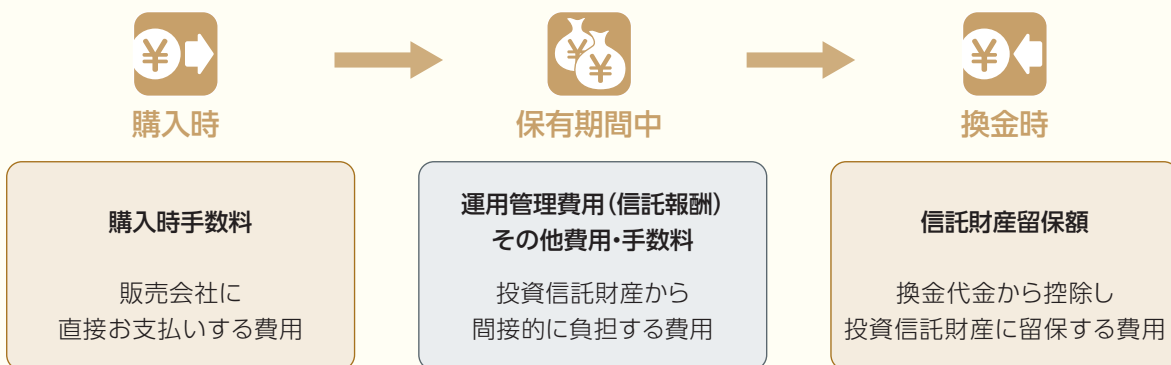 購入時
保有期間中
換金時
購入時手数料
販売会社に
直接お支払いする費用
運用管理費用(信託報酬)
その他費用・手数料
投資信託財産から
間接的に負担する費用
信託財産留保額
換金代金から控除し
投資信託財産に留保する費用